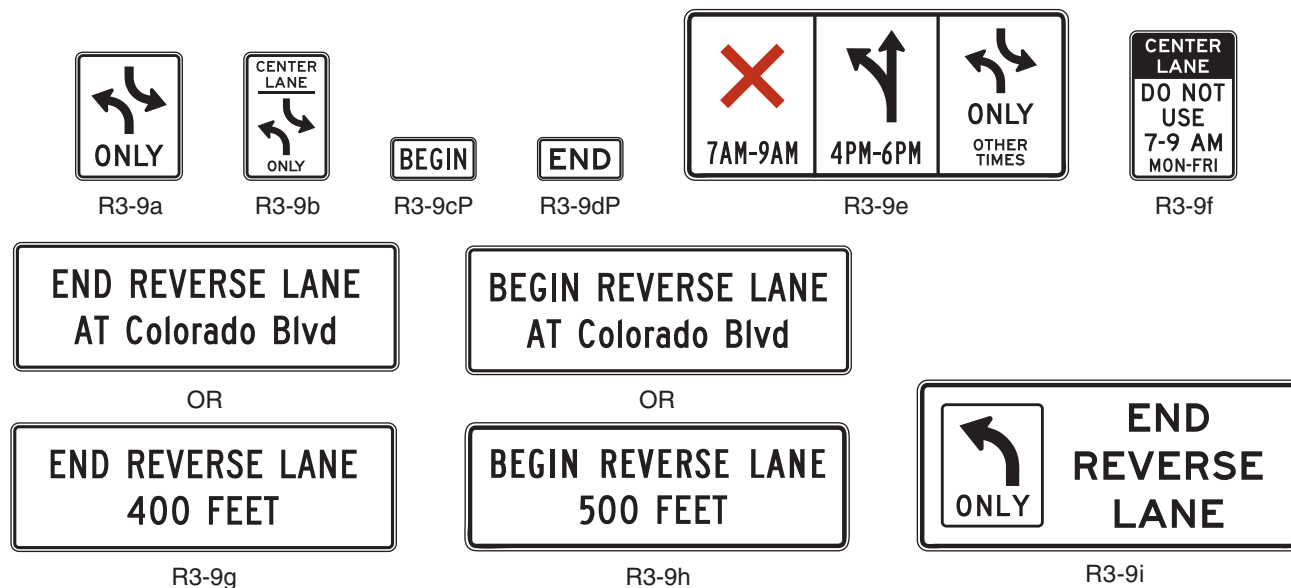 ONLY
R3-9a
CENTER
LANE
ONLY
R3-9b
BEGIN
R3-9cP
END
R3-9dP
7AM-9AM
4PM-6PM
ONLY
OTHER
TIMES
R3-9e
CENTER
LANE
DO NOT
USE
7-9 AM
MON-FRI
R3-9f
END REVERSE LANE
AT Colorado Blvd
OR
END REVERSE LANE
400 FEET
R3-9g
BEGIN REVERSE LANE
AT Colorado Blvd
OR
BEGIN REVERSE LANE
500 FEET
R3-9h
ONLY
END
REVERSE
LANE
R3-9i